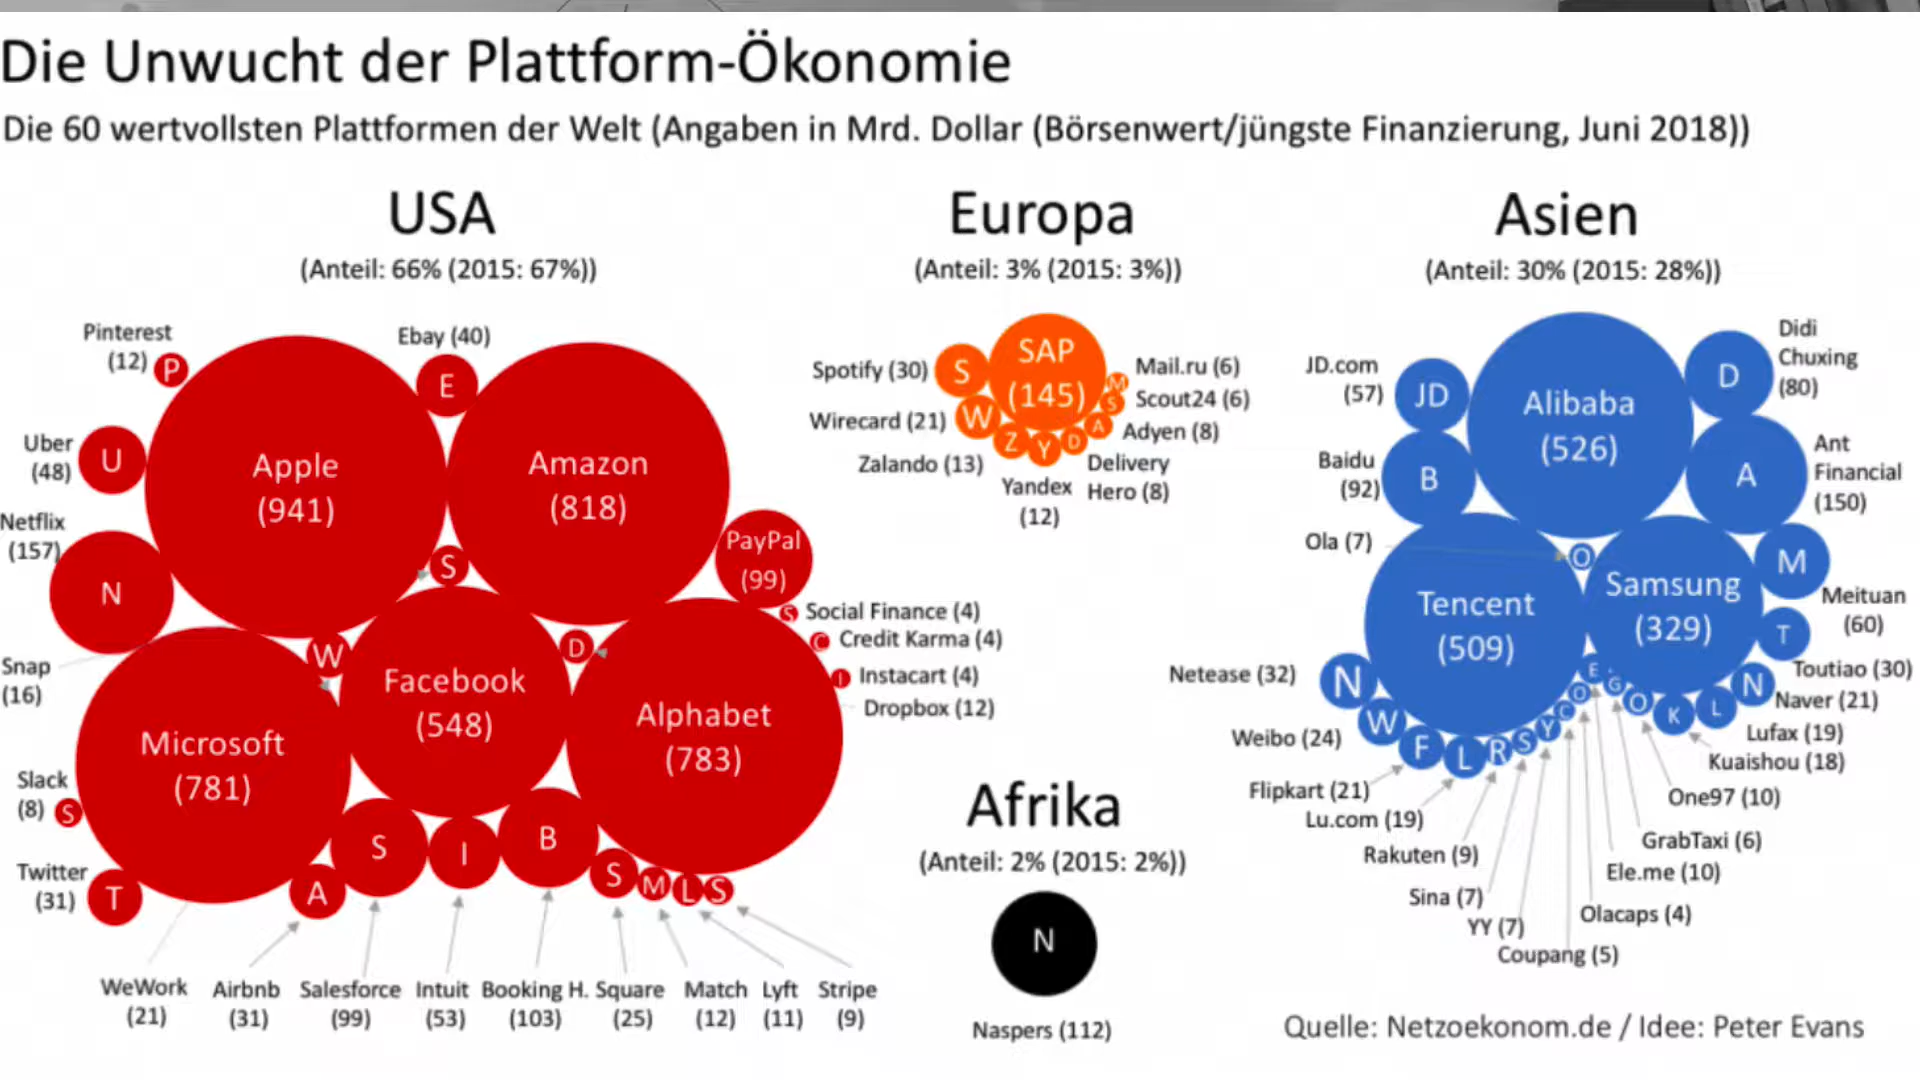 Die Unwucht der Plattform-Ökonomie
Die 60 wertvollsten Plattformen der Welt (Angaben in Mrd. Dollar (Börsenwert/jüngste Finanzierung, Juni 2018))
USA
(Anteil: 66% (2015: 67%))
Pinterest
(12)
P
Ebay (40)
E
Uber
(48)
U
Apple
(941)
Amazon
(818)
Netflix
(157)
N
PayPal
(99)
S
Snap
(16)
W
D
S
Social Finance (4)
C
Credit Karma (4)
I
Instacart (4)
Dropbox (12)
Facebook
(548)
Alphabet
(783)
Microsoft
(781)
Slack
(8)
S
Twitter
(31)
T
A
S
I
B
S
M
L
S
WeWork
(21)
Airbnb
(31)
Salesforce
(99)
Intuit
(53)
Booking H.
(103)
Square
(25)
Match
(12)
Lyft
(11)
Stripe
(9)
Europa
(Anteil: 3% (2015: 3%))
SAP
(145)
Spotify (30)
S
Wirecard (21)
W
Zalando (13)
Z
Y
Yandex
(12)
D
Delivery
Hero (8)
A
Adyen (8)
S
Scout24 (6)
M
Mail.ru (6)
Afrika
(Anteil: 2% (2015: 2%))
N
Naspers (112)
Asien
(Anteil: 30% (2015: 28%))
JD.com
(57)
JD
Alibaba
(526)
D
Didi
Chuxing
(80)
Baidu
(92)
B
A
Ant
Financial
(150)
Ola (7)
O
Tencent
(509)
Samsung
(329)
M
Meituan
(60)
T
Toutiao (30)
Netease (32)
N
N
Naver (21)
Weibo (24)
W
L
Lufax (19)
F
Flipkart (21)
K
Kuaishou (18)
L
Lu.com (19)
O
One97 (10)
R
Rakuten (9)
G
GrabTaxi (6)
S
Sina (7)
E
Ele.me (10)
Y
YY (7)
O
Olacaps (4)
C
Coupang (5)
Quelle: Netzoekonom.de / Idee: Peter Evans